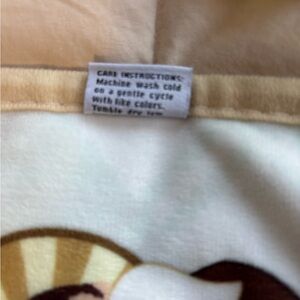 CARE INSTRUCTIONS:
Machine wash cold
on a gentle cycle
with like colors.
Tumble dry low